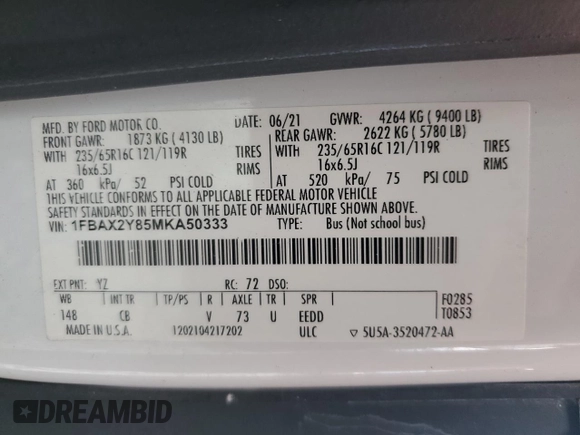 MFD. BY FORD MOTOR CO.
DATE: 06/21 GVWR: 4264 KG ( 9400 LB)
FRONT GAWR: 1873 KG ( 4130 LB)
REAR GAWR: 2622 KG ( 5780 LB)
WITH 235/65R16C 121/119R TIRES
WITH 235/65R16C 121/119R TIRES
16x6.5J RIMS
16x6.5J RIMS
AT 360 kPa/ 52 PSI COLD
AT 520 kPa/ 75 PSI COLD
THIS VEHICLE CONFORMS TO ALL APPLICABLE FEDERAL MOTOR VEHICLE
SAFETY STANDARDS IN EFFECT ON THE DATE OF MANUFACTURE SHOWN ABOVE.
VIN: 1FBAX2Y85MKA50333 TYPE: Bus (Not school bus)
EXT PNT: YZ RC: 72 DSO:
WB INT TR TP/PS R AXLE TR SPR F0285
148 CB V 73 U EEDD T0853
MADE IN U.S.A. 1202104217202 ULC ▽ 5U5A-3520472-AA
DREAMBID